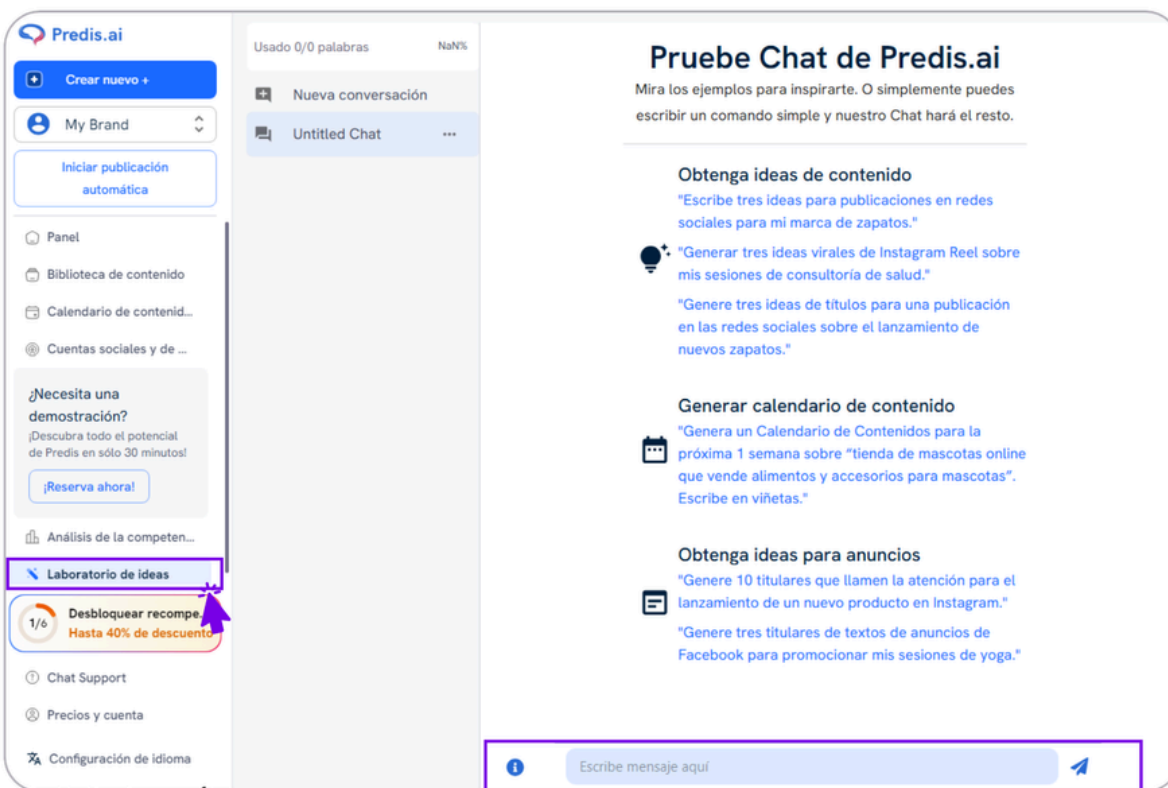 Predis.ai
Crear nuevo +
My Brand
Iniciar publicación
automática
Panel
Biblioteca de contenido
Calendario de contenid...
Cuentas sociales y de ...
¿Necesita una
demostración?
¡Descubra todo el potencial
de Predis en sólo 30 minutos!
¡Reserva ahora!
Análisis de la competen...
Laboratorio de ideas
1/6
Desbloquear recompe...
Hasta 40% de descuento
Chat Support
Precios y cuenta
Configuración de idioma
Usado 0/0 palabras NaN%
Nueva conversación
Untitled Chat ...
Pruebe Chat de Predis.ai
Mira los ejemplos para inspirarte. O simplemente puedes
escribir un comando simple y nuestro Chat hará el resto.
Obtenga ideas de contenido
"Escribe tres ideas para publicaciones en redes
sociales para mi marca de zapatos."
"Generar tres ideas virales de Instagram Reel sobre
mis sesiones de consultoría de salud."
"Genere tres ideas de títulos para una publicación
en las redes sociales sobre el lanzamiento de
nuevos zapatos."
Generar calendario de contenido
"Genera un Calendario de Contenidos para la
próxima 1 semana sobre “tienda de mascotas online
que vende alimentos y accesorios para mascotas”.
Escribe en viñetas."
Obtenga ideas para anuncios
"Genere 10 titulares que llamen la atención para el
lanzamiento de un nuevo producto en Instagram."
"Genere tres titulares de textos de anuncios de
Facebook para promocionar mis sesiones de yoga."
Escribe mensaje aquí